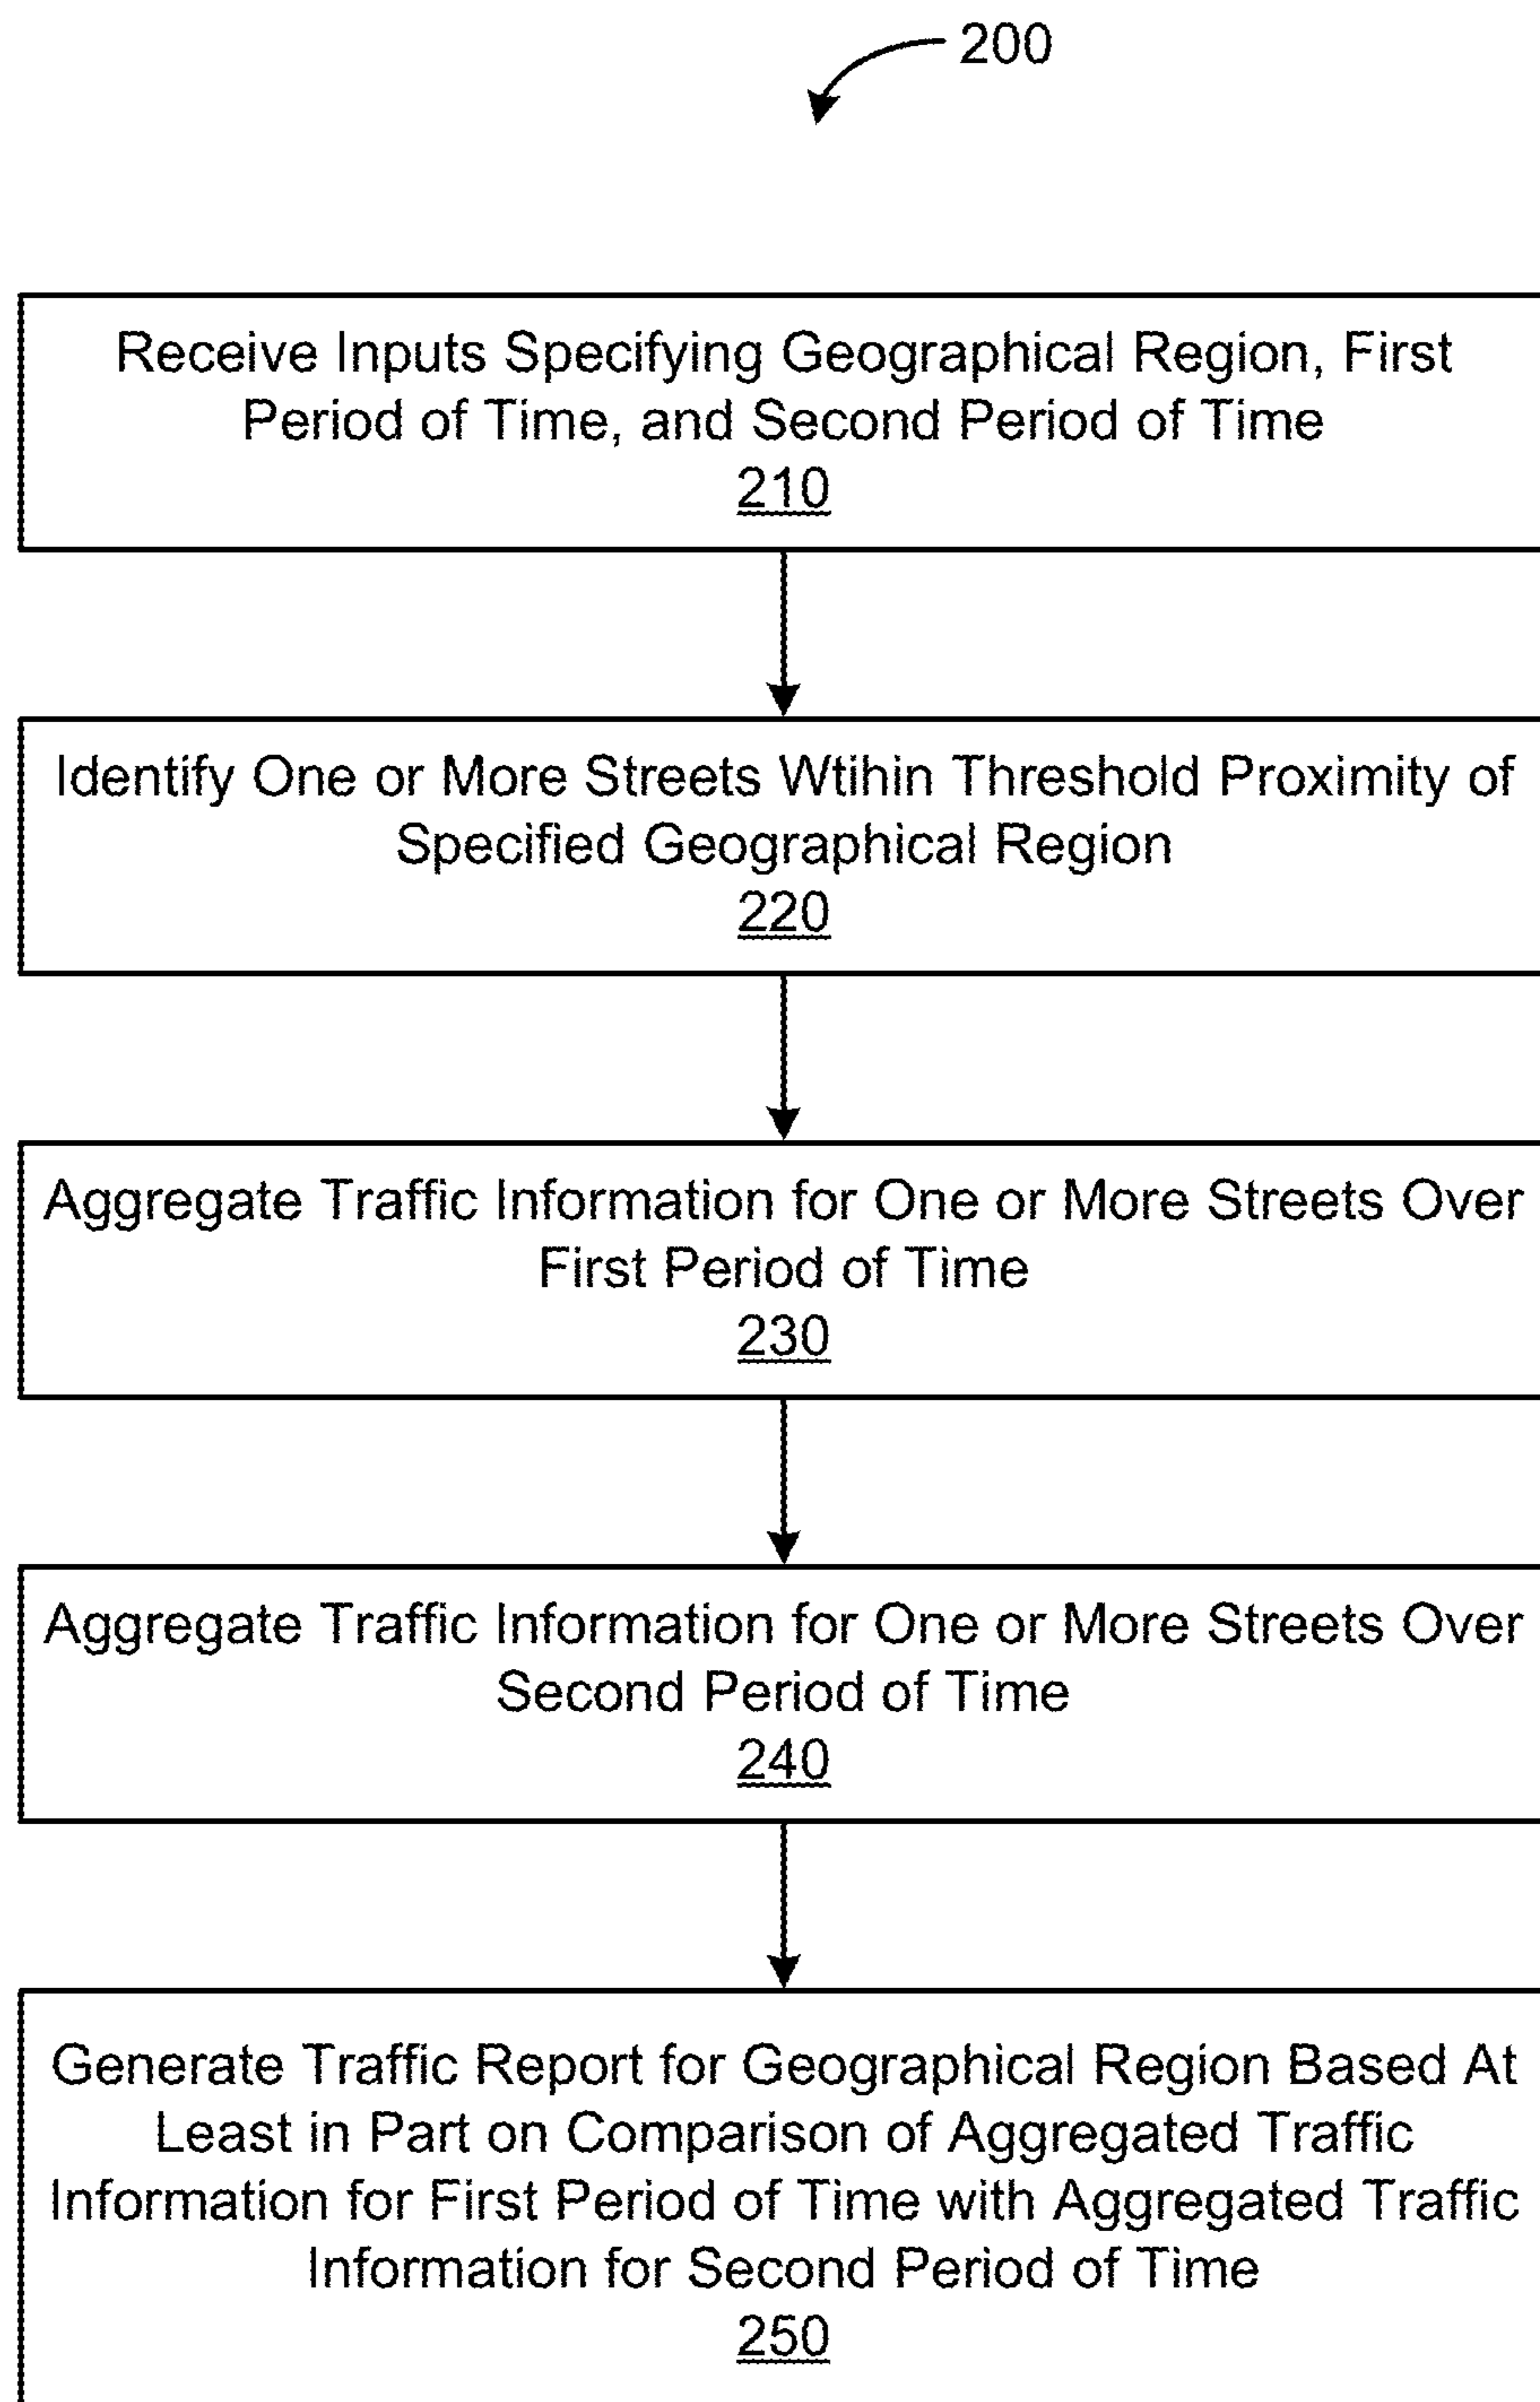 200
Receive Inputs Specifying Geographical Region, First
Period of Time, and Second Period of Time
210
Identify One or More Streets Wtihin Threshold Proximity of
Specified Geographical Region
220
Aggregate Traffic Information for One or More Streets Over
First Period of Time
230
Aggregate Traffic Information for One or More Streets Over
Second Period of Time
240
Generate Traffic Report for Geographical Region Based At
Least in Part on Comparison of Aggregated Traffic
Information for First Period of Time with Aggregated Traffic
Information for Second Period of Time
250